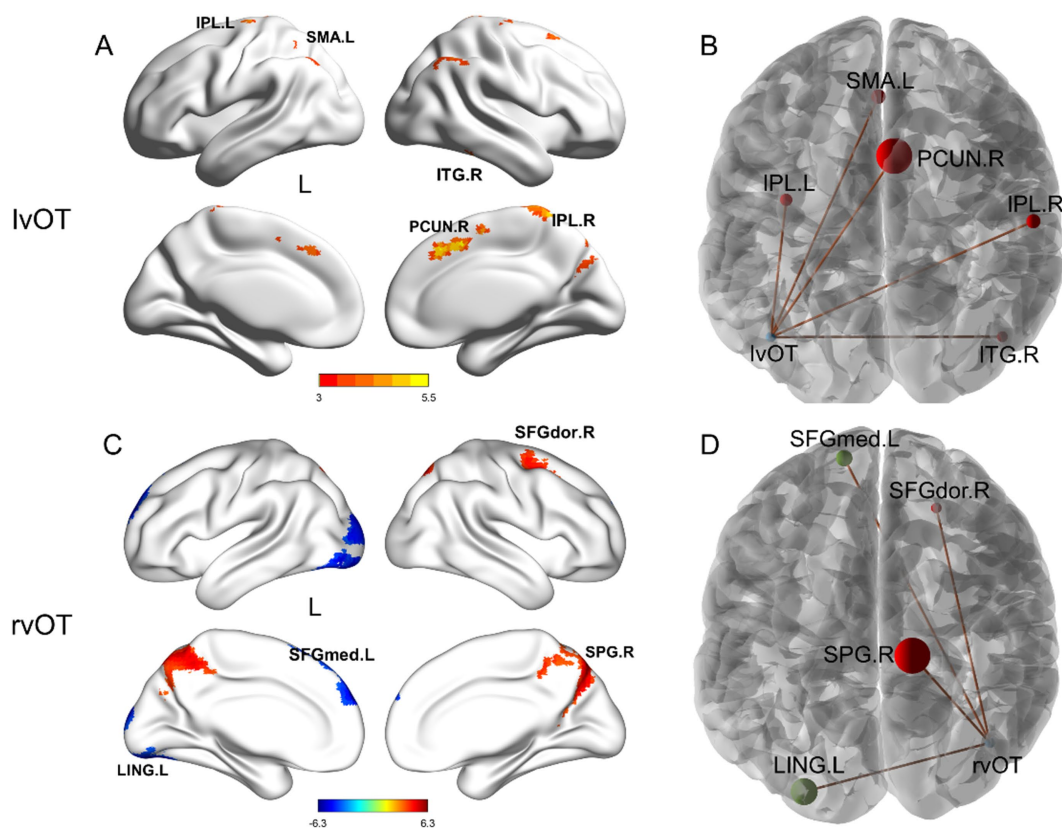 A
IPL.L
SMA.L
ITG.R
L
lvOT
PCUN.R
IPL.R
3
5.5
B
SMA.L
PCUN.R
IPL.L
IPL.R
lvOT
ITG.R
C
SFGdor.R
L
rvOT
SFGmed.L
SPG.R
LING.L
-6.3
6.3
D
SFGmed.L
SFGdor.R
SPG.R
rvOT
LING.L